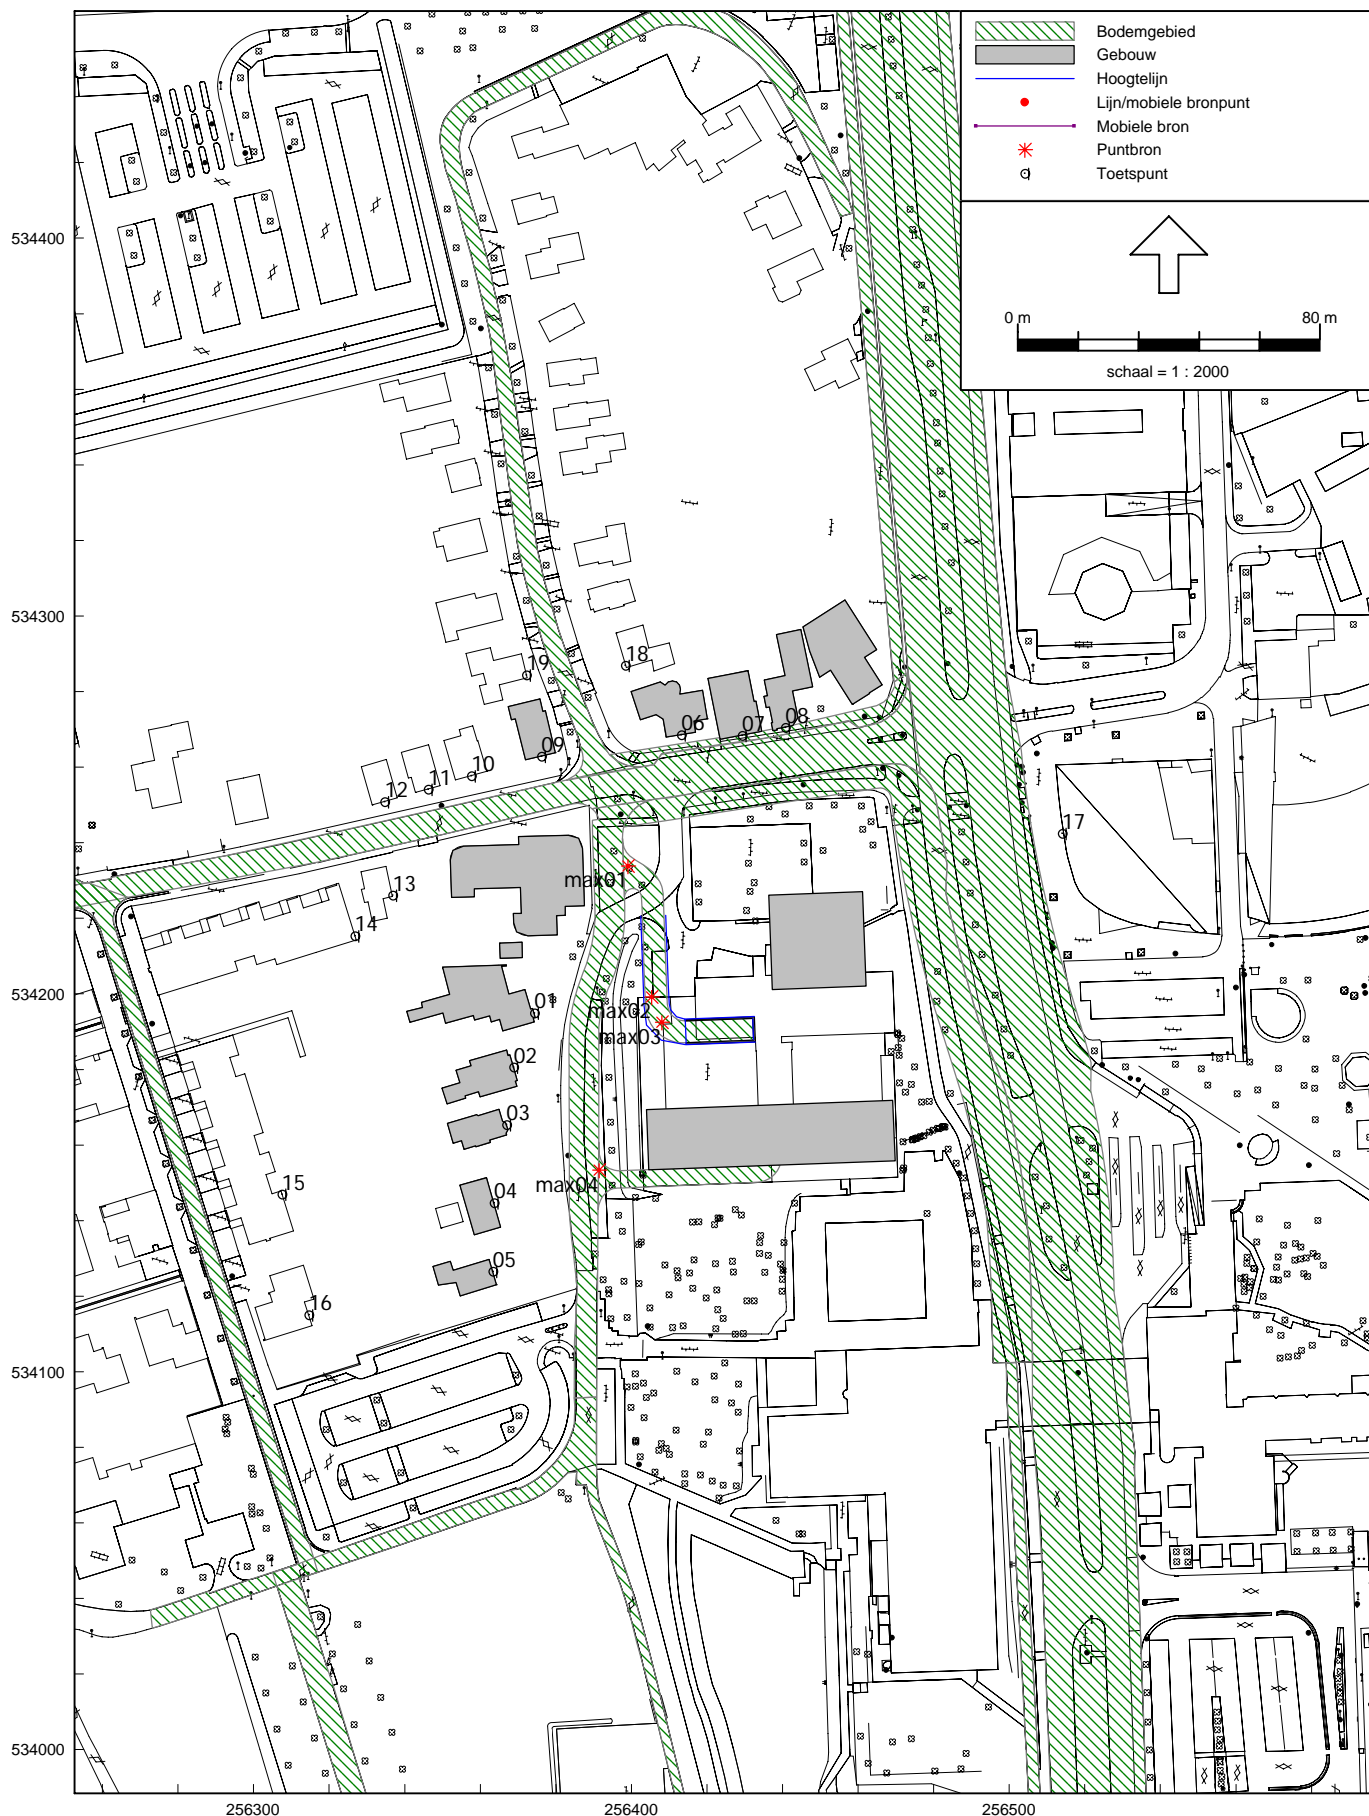 Bodemgebied
Gebouw
Hoogtelijn
Lijn/mobiele bronpunt
Mobiele bron
Puntbron
Toetspunt
0 m 80 m
schaal = 1 : 2000
534400
534300
534200
534100
534000
256300 256400 256500
18
19
06
07
08
09
10
11
12
17
13
max01
14
01
max02
max03
02
03
max04
15
04
05
16